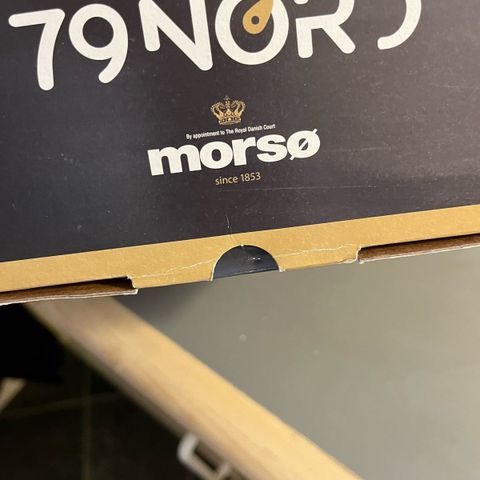 79NORD
By appointment to The Royal Danish Court
morsø
since 1853